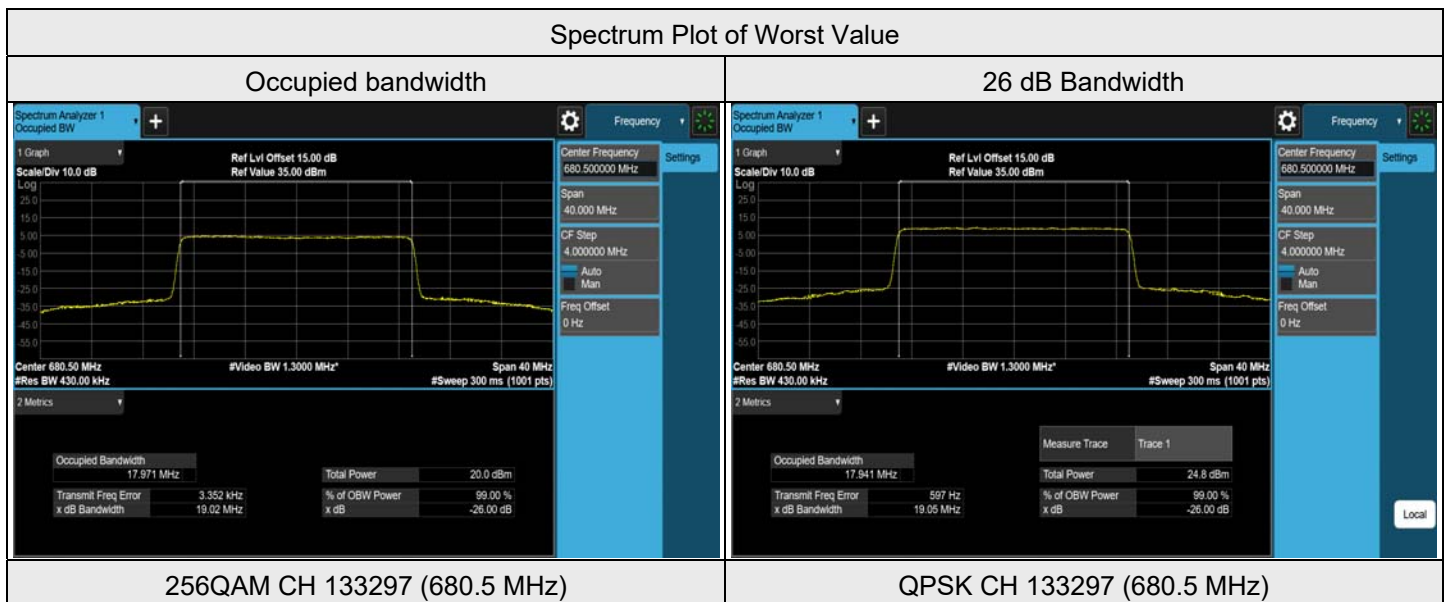 Spectrum Plot of Worst Value
Occupied bandwidth
26 dB Bandwidth
Spectrum Analyzer 1
Occupied BW
+
Frequency
1 Graph
Scale/Div 10.0 dB
Ref Lvl Offset 15.00 dB
Ref Value 35.00 dBm
Log
25.0
15.0
5.00
-5.00
-15.0
-25.0
-35.0
-45.0
-55.0
Center 680.50 MHz
#Video BW 1.3000 MHz*
Span 40 MHz
#Res BW 430.00 kHz
#Sweep 300 ms (1001 pts)
Center Frequency
680.500000 MHz
Settings
Span
40.000 MHz
CF Step
4.000000 MHz
Auto
Man
Freq Offset
0 Hz
2 Metrics
Occupied Bandwidth
17.971 MHz
Total Power 20.0 dBm
Transmit Freq Error 3.352 kHz
% of OBW Power 99.00 %
x dB Bandwidth 19.02 MHz
x dB -26.00 dB
Spectrum Analyzer 1
Occupied BW
+
Frequency
1 Graph
Scale/Div 10.0 dB
Ref Lvl Offset 15.00 dB
Ref Value 35.00 dBm
Log
25.0
15.0
5.00
-5.00
-15.0
-25.0
-35.0
-45.0
-55.0
Center 680.50 MHz
#Video BW 1.3000 MHz*
Span 40 MHz
#Res BW 430.00 kHz
#Sweep 300 ms (1001 pts)
Center Frequency
680.500000 MHz
Settings
Span
40.000 MHz
CF Step
4.000000 MHz
Auto
Man
Freq Offset
0 Hz
2 Metrics
Measure Trace Trace 1
Occupied Bandwidth
17.941 MHz
Total Power 24.8 dBm
Transmit Freq Error 597 Hz
% of OBW Power 99.00 %
x dB Bandwidth 19.05 MHz
x dB -26.00 dB
Local
256QAM CH 133297 (680.5 MHz)
QPSK CH 133297 (680.5 MHz)